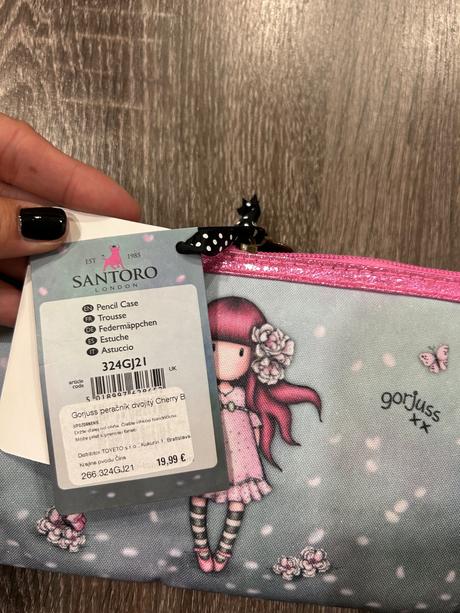 EST 1985
SANTORO
LONDON
EN Pencil Case
FR Trousse
DE Federmäppchen
ES Estuche
IT Astuccio
324GJ21
article
code
UK
Gorjuss peračník dvojitý Cherry B
UPOZORNENIE
Distribútor TOYETO s.r.o., Kukurin 1, Bratislava
Krajina pôvodu Čína
266.324GJ21
19,99 €
gorjuss
xx